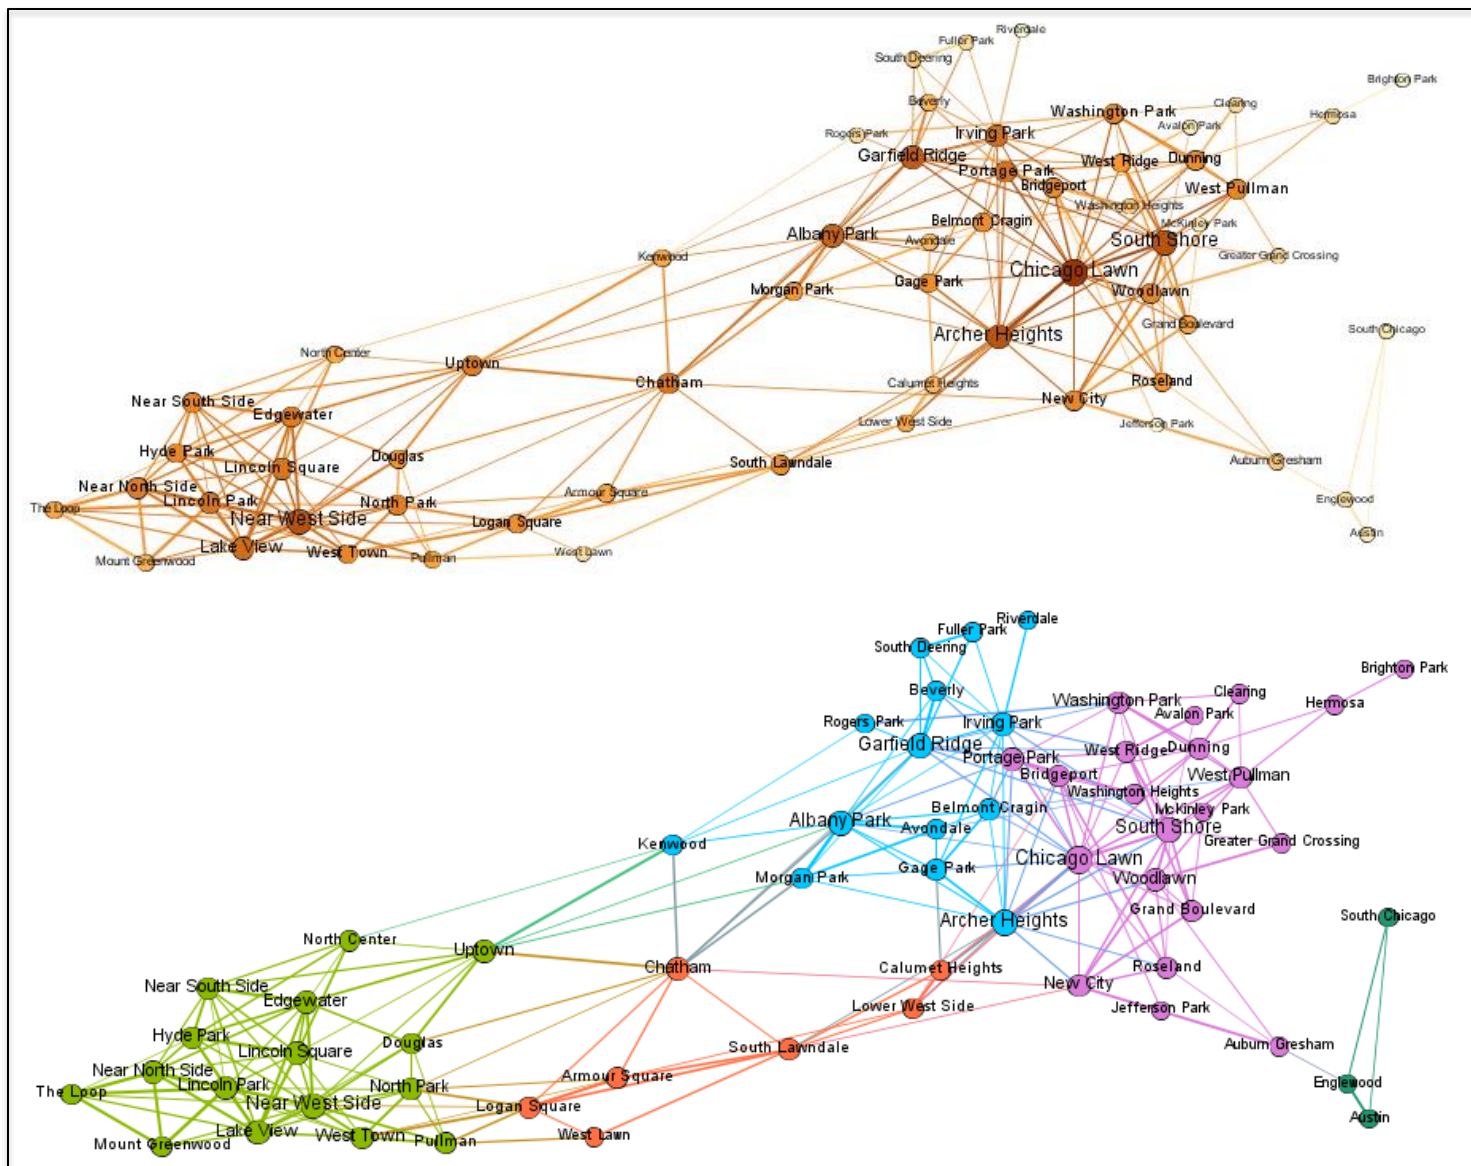 Riverdale
Fuller Park
South Deering
Brighton Park
Beverly
Clearing
Washington Park
Hermosa
Avalon Park
Rogers Park
Irving Park
Garfield Ridge
West Ridge
Dunning
Portage Park
Bridgeport
West Pullman
Washington Heights
Belmont Cragin
McKinley Park
Albany Park
Avondale
South Shore
Kenwood
Greater Grand Crossing
Chicago Lawn
Gage Park
Morgan Park
Woodlawn
Grand Boulevard
South Chicago
Archer Heights
North Center
Uptown
Chatham
Calumet Heights
Roseland
New City
Near South Side
Edgewater
Lower West Side
Jefferson Park
Hyde Park
Douglas
Lincoln Square
South Lawndale
Auburn Gresham
Near North Side
Armour Square
Lincoln Park
North Park
Englewood
The Loop
Near West Side
Logan Square
Austin
Lake View
West Town
West Lawn
Mount Greenwood
Pullman
Riverdale
Fuller Park
South Deering
Brighton Park
Beverly
Clearing
Washington Park
Hermosa
Avalon Park
Rogers Park
Irving Park
Garfield Ridge
West Ridge
Dunning
Portage Park
Bridgeport
West Pullman
Washington Heights
Belmont Cragin
McKinley Park
Albany Park
Avondale
South Shore
Kenwood
Greater Grand Crossing
Chicago Lawn
Gage Park
Morgan Park
Woodlawn
Grand Boulevard
South Chicago
Archer Heights
North Center
Uptown
Chatham
Calumet Heights
Roseland
New City
Near South Side
Edgewater
Lower West Side
Jefferson Park
Hyde Park
Douglas
Lincoln Square
South Lawndale
Auburn Gresham
Near North Side
Armour Square
Lincoln Park
North Park
Englewood
The Loop
Near West Side
Logan Square
Austin
Lake View
West Town
West Lawn
Mount Greenwood
Pullman